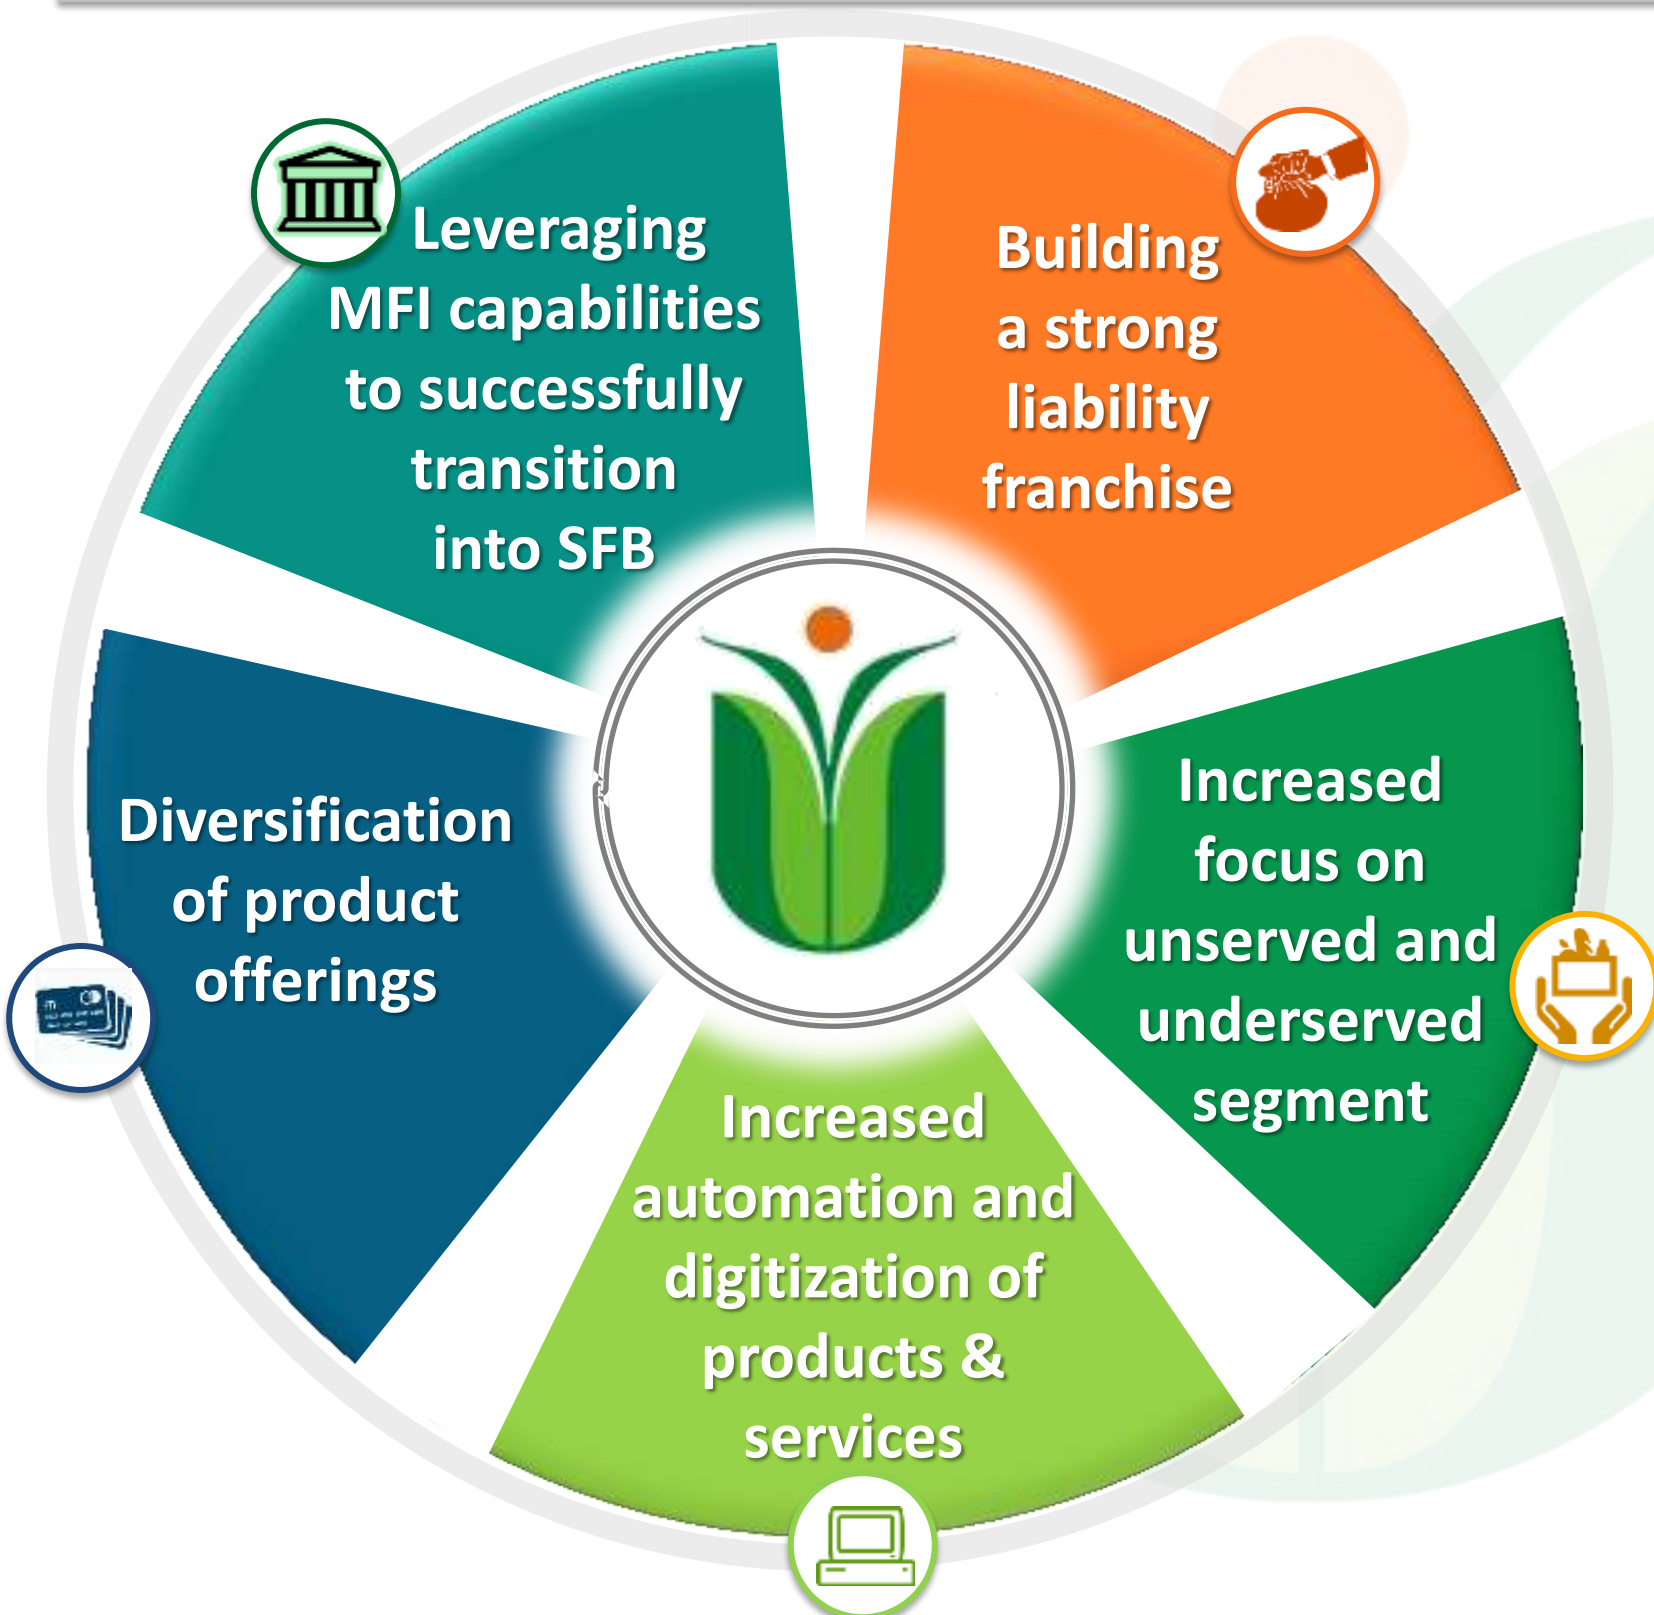 Leveraging
MFI capabilities
to successfully
transition
into SFB
Building
a strong
liability
franchise
Increased
focus on
unserved and
underserved
segment
Increased
automation and
digitization of
products &
services
Diversification
of product
offerings